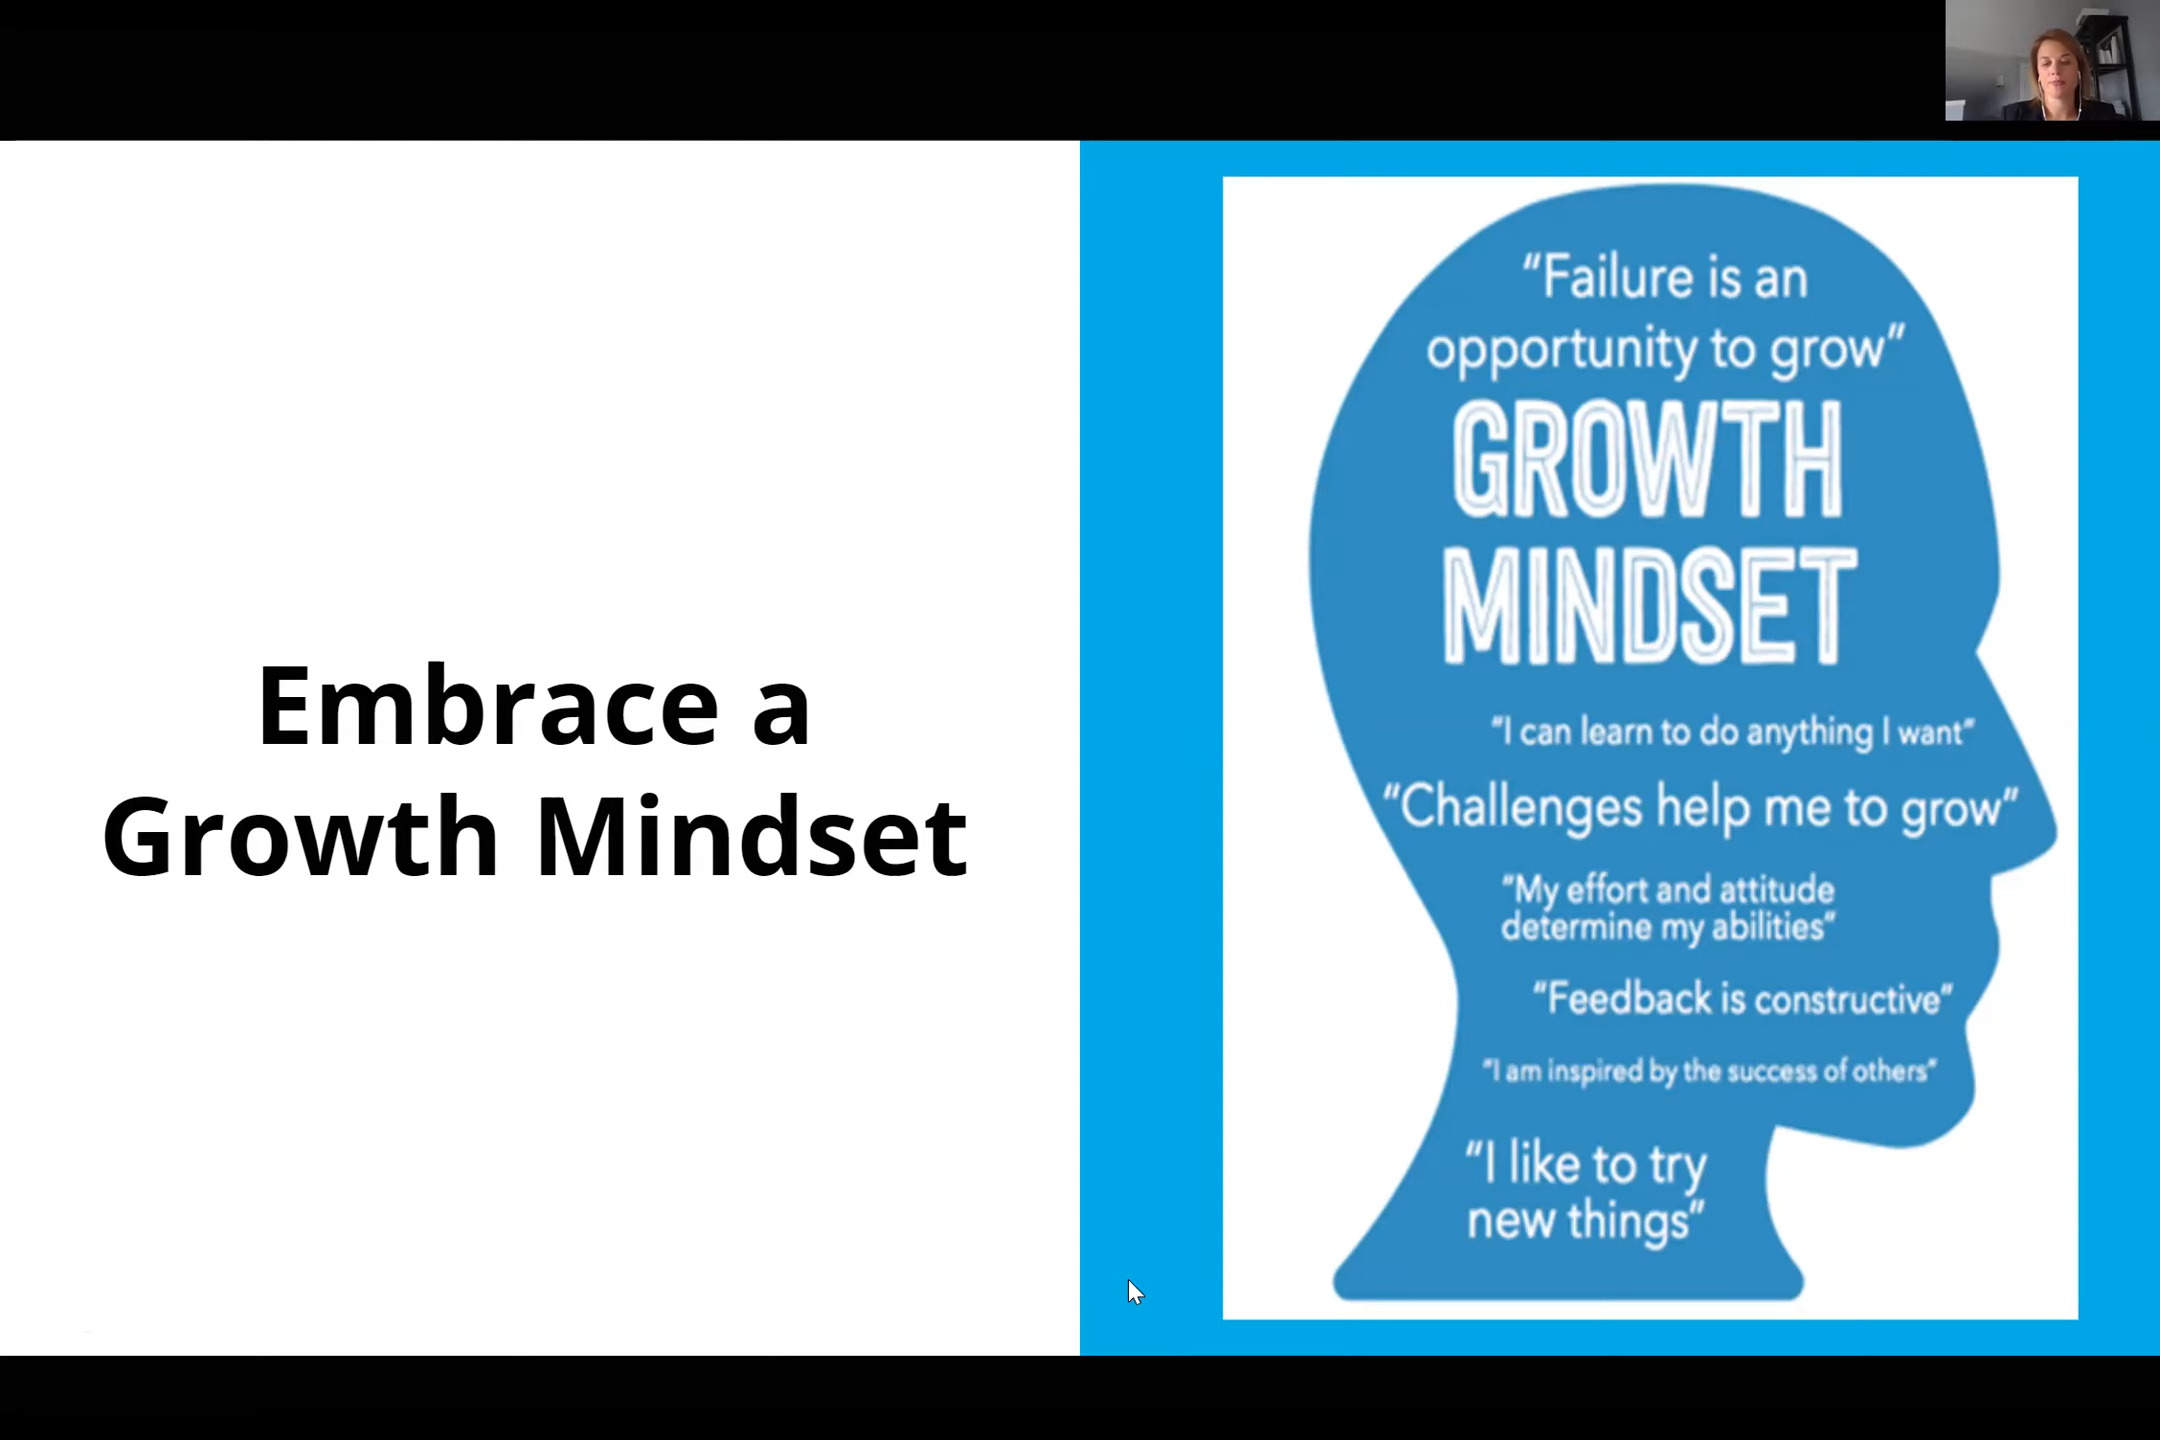 Embrace a
Growth Mindset
“Failure is an
opportunity to grow”
GROWTH
MINDSET
“I can learn to do anything I want”
“Challenges help me to grow”
“My effort and attitude
determine my abilities”
“Feedback is constructive”
“I am inspired by the success of others”
“I like to try
new things”